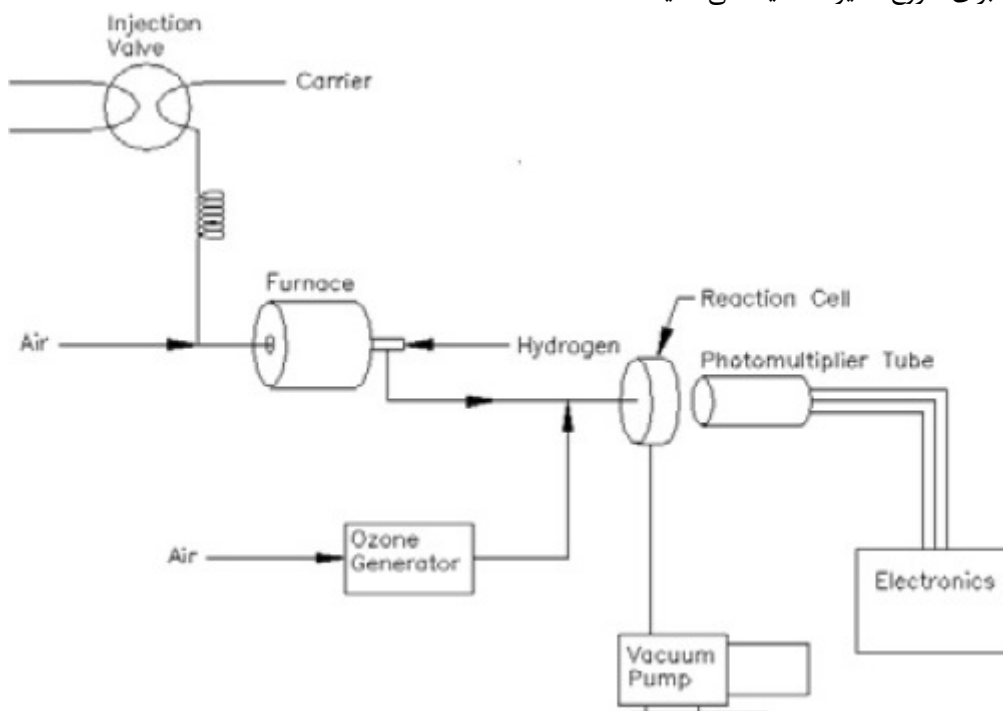 Injection
Valve
Carrier
Furnace
Air
Hydrogen
Reaction Cell
Photomultiplier Tube
Air
Ozone
Generator
Electronics
Vacuum
Pump